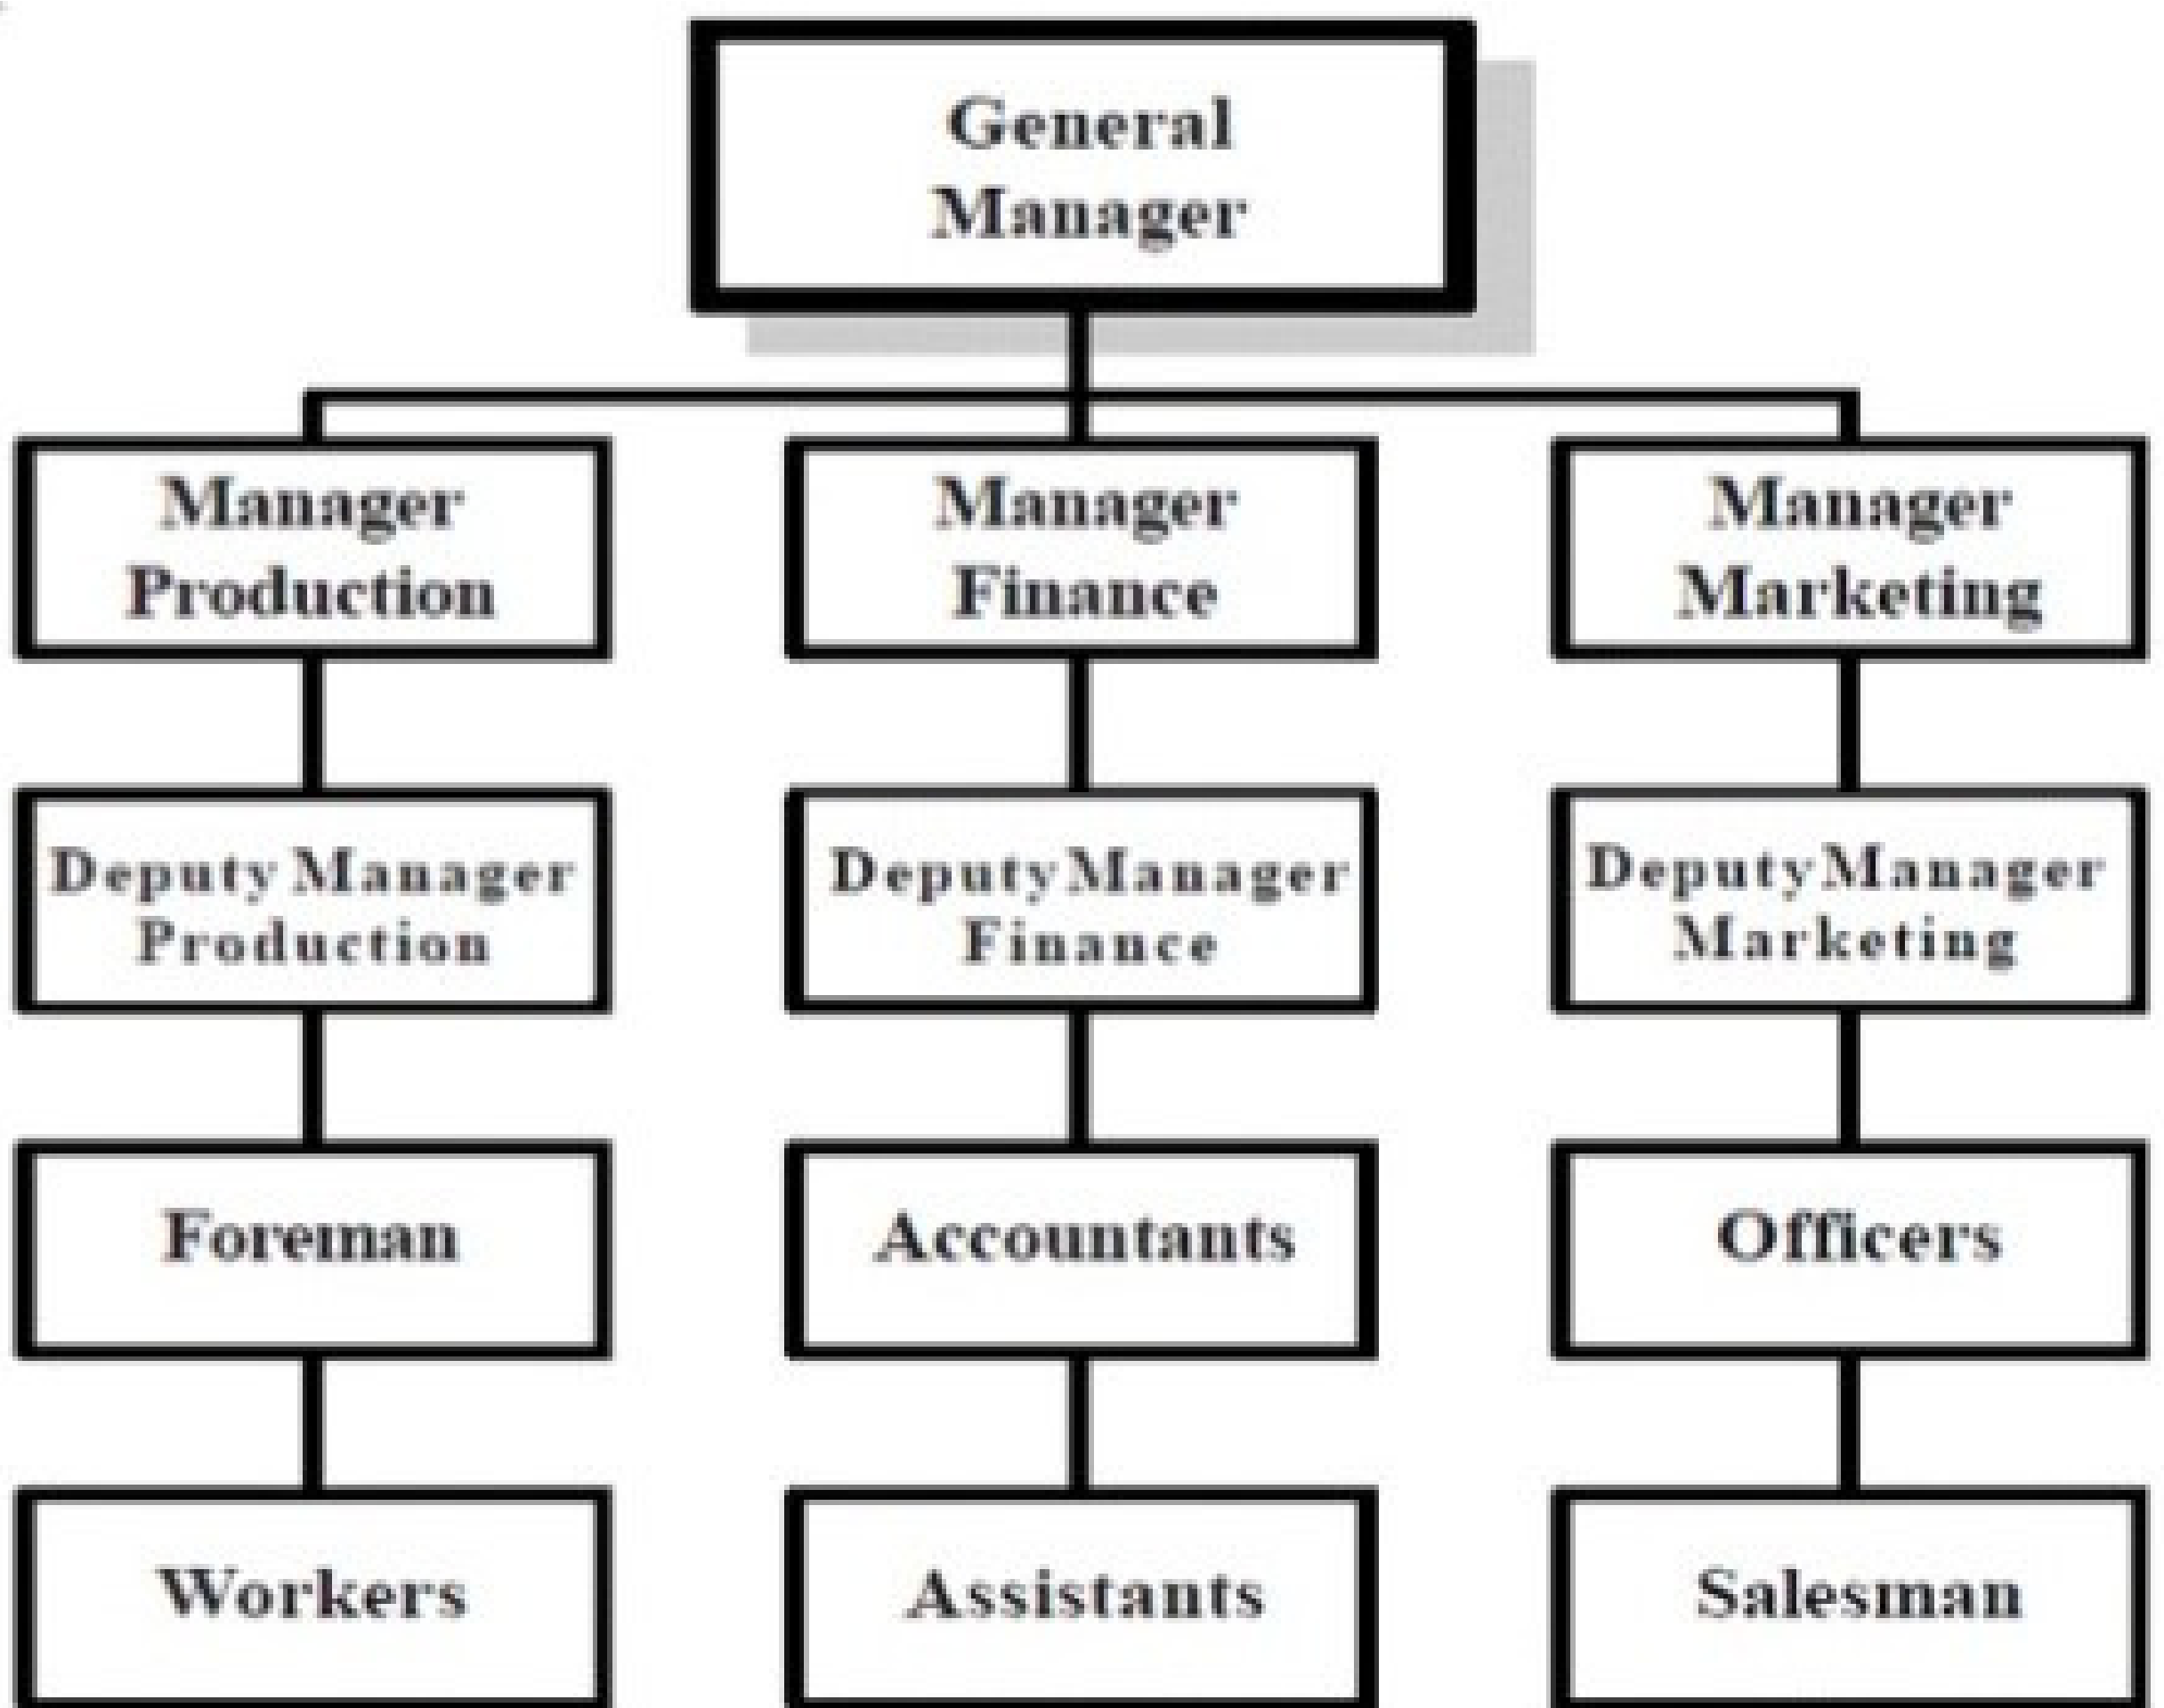 General
Manager
Manager
Production
Manager
Finance
Manager
Marketing
Deputy Manager
Production
Deputy Manager
Finance
Deputy Manager
Marketing
Foreman
Accountants
Officers
Workers
Assistants
Salesman